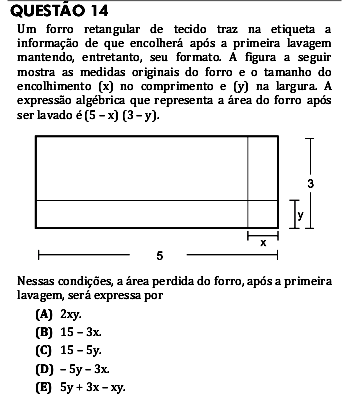 QUESTÃO 14
Um forro retangular de tecido traz na etiqueta a
informação de que encolherá após a primeira lavagem
mantendo, entretanto, seu formato. A figura a seguir
mostra as medidas originais do forro e o tamanho do
encolhimento (x) no comprimento e (y) na largura. A
expressão algébrica que representa a área do forro após
ser lavado é (5 – x) (3 – y).
3
y
x
5
Nessas condições, a área perdida do forro, após a primeira
lavagem, será expressa por
(A) 2xy.
(B) 15 – 3x.
(C) 15 – 5y.
(D) – 5y – 3x.
(E) 5y + 3x – xy.